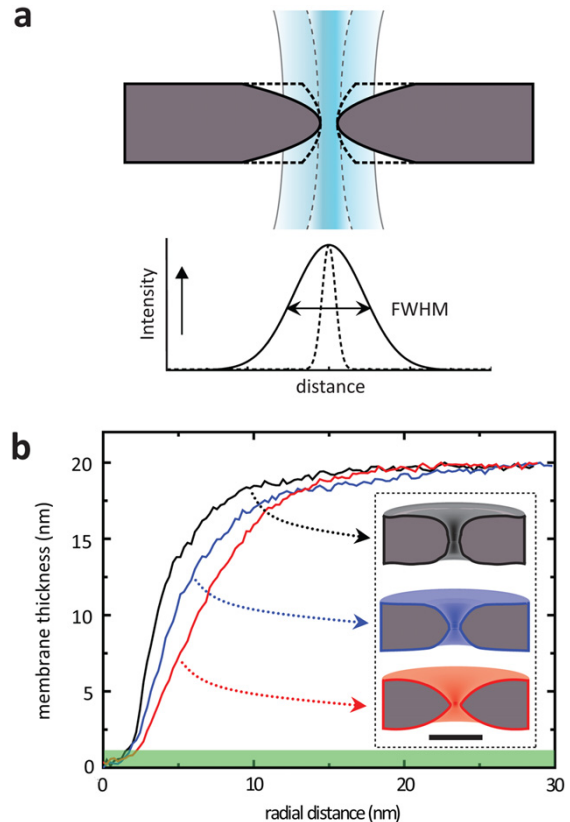 a
Intensity
FWHM
distance
b
membrane thickness (nm)
20
15
10
5
0
0
10
20
30
radial distance (nm)